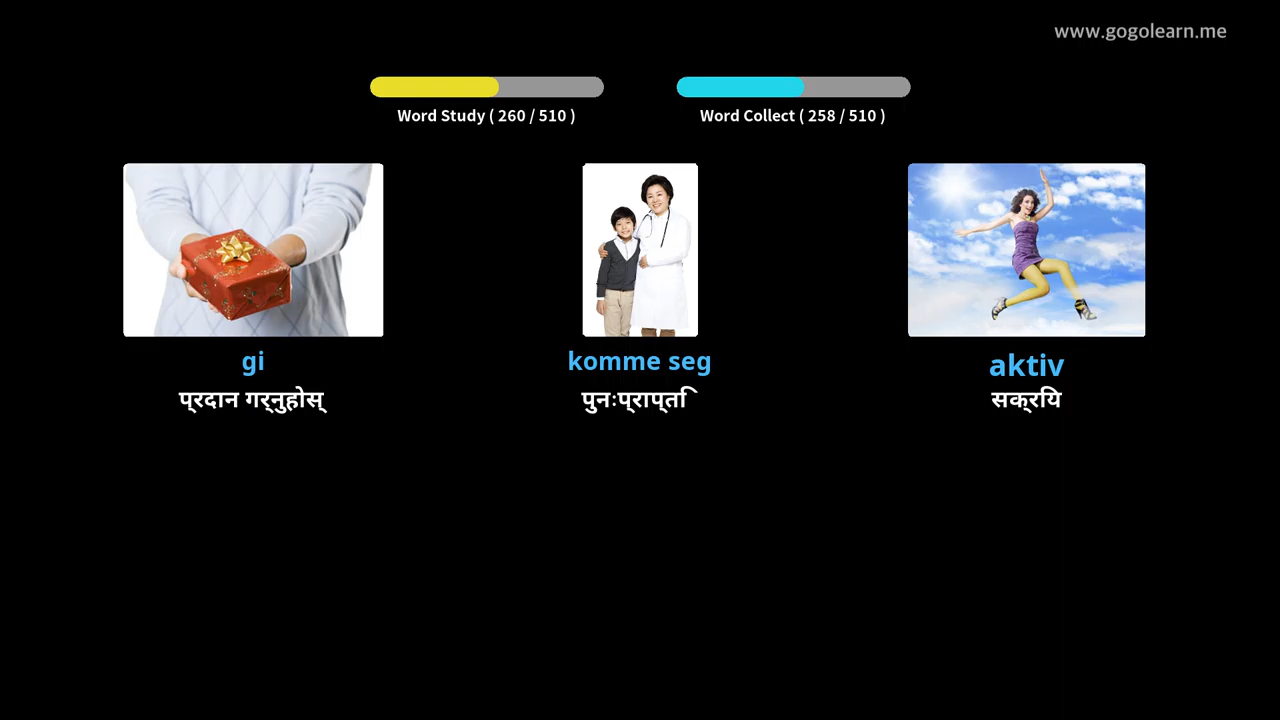 www.gogolearn.me
Word Study ( 260 / 510 )
Word Collect ( 258 / 510 )
gi
komme seg
aktiv
प्रदान गर्नुहोस्
पुनःप्राप्ति
सक्रिय